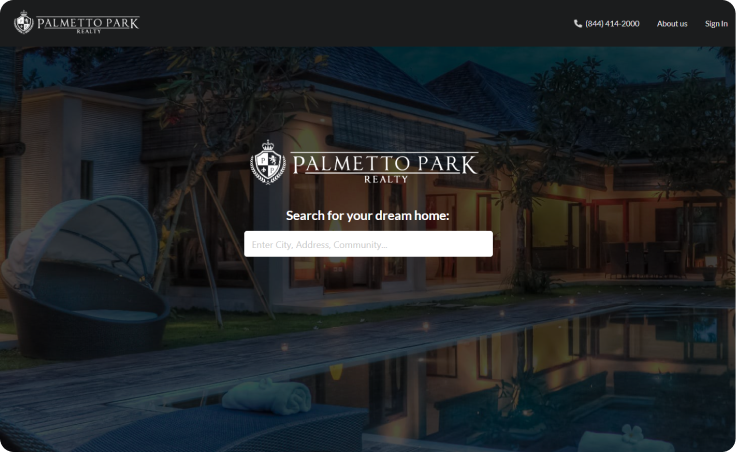 PALMETTO PARK
REALTY
(844) 414-2000
About us
Sign In
PALMETTO PARK
REALTY
Search for your dream home:
Enter City, Address, Community...